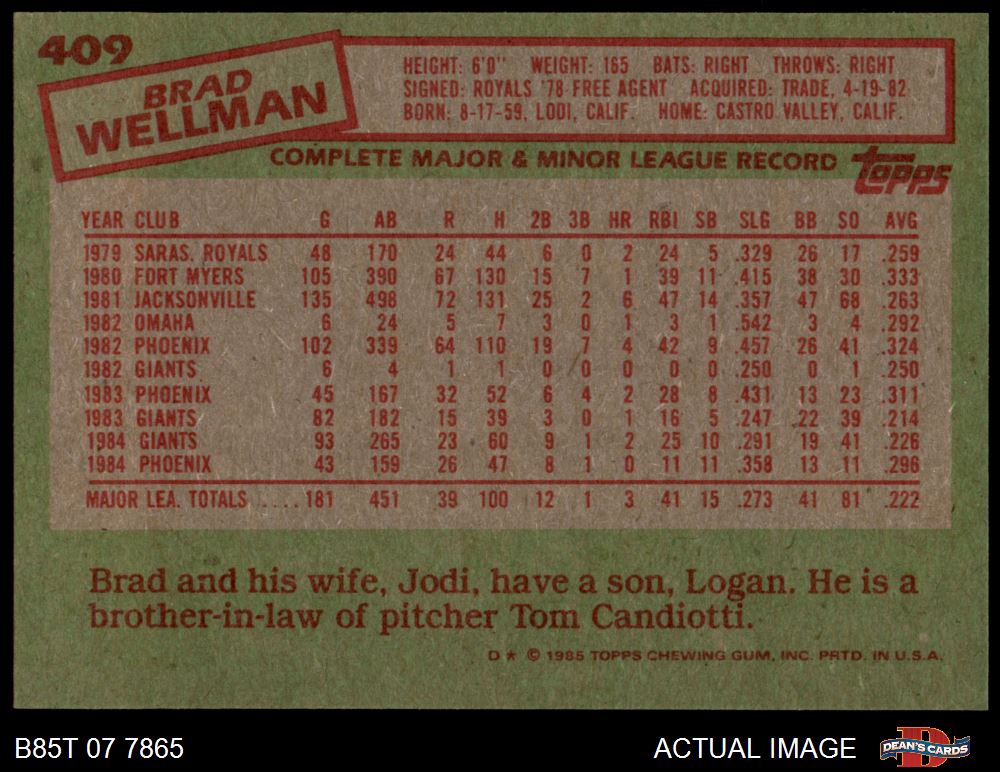 409
BRAD
WELLMAN
HEIGHT: 6'0" WEIGHT: 165 BATS: RIGHT THROWS: RIGHT
SIGNED: ROYALS '78-FREE AGENT ACQUIRED: TRADE, 4-19-82
BORN: 8-17-59, LODI, CALIF. HOME: CASTRO VALLEY, CALIF.
COMPLETE MAJOR & MINOR LEAGUE RECORD topps
YEAR CLUB G AB R H 2B 3B HR RBI SB SLG BB SO AVG
1979 SARAS. ROYALS 48 170 24 44 6 0 2 24 5 .329 26 17 .259
1980 FORT MYERS 105 390 67 130 15 7 1 39 11 .415 38 30 .333
1981 JACKSONVILLE 135 498 72 131 25 2 6 47 14 .357 47 68 .263
1982 OMAHA 6 24 5 7 3 0 1 3 1 .542 3 4 .292
1982 PHOENIX 102 339 64 110 19 7 4 42 9 .457 26 41 .324
1982 GIANTS 6 4 1 1 0 0 0 0 0 .250 0 1 .250
1983 PHOENIX 45 167 32 52 6 4 2 28 8 .431 13 23 .311
1983 GIANTS 82 182 15 39 3 0 1 16 5 .247 22 39 .214
1984 GIANTS 93 265 23 60 9 1 2 25 10 .291 19 41 .226
1984 PHOENIX 43 159 26 47 8 1 0 11 11 .358 13 11 .296
MAJOR LEA. TOTALS .... 181 451 39 100 12 1 3 41 15 .273 41 81 .222
Brad and his wife, Jodi, have a son, Logan. He is a
brother-in-law of pitcher Tom Candiotti.
D * © 1985 TOPPS CHEWING GUM, INC. PRTD. IN U.S.A.
B85T 07 7865 ACTUAL IMAGE DEAN'S CARDS